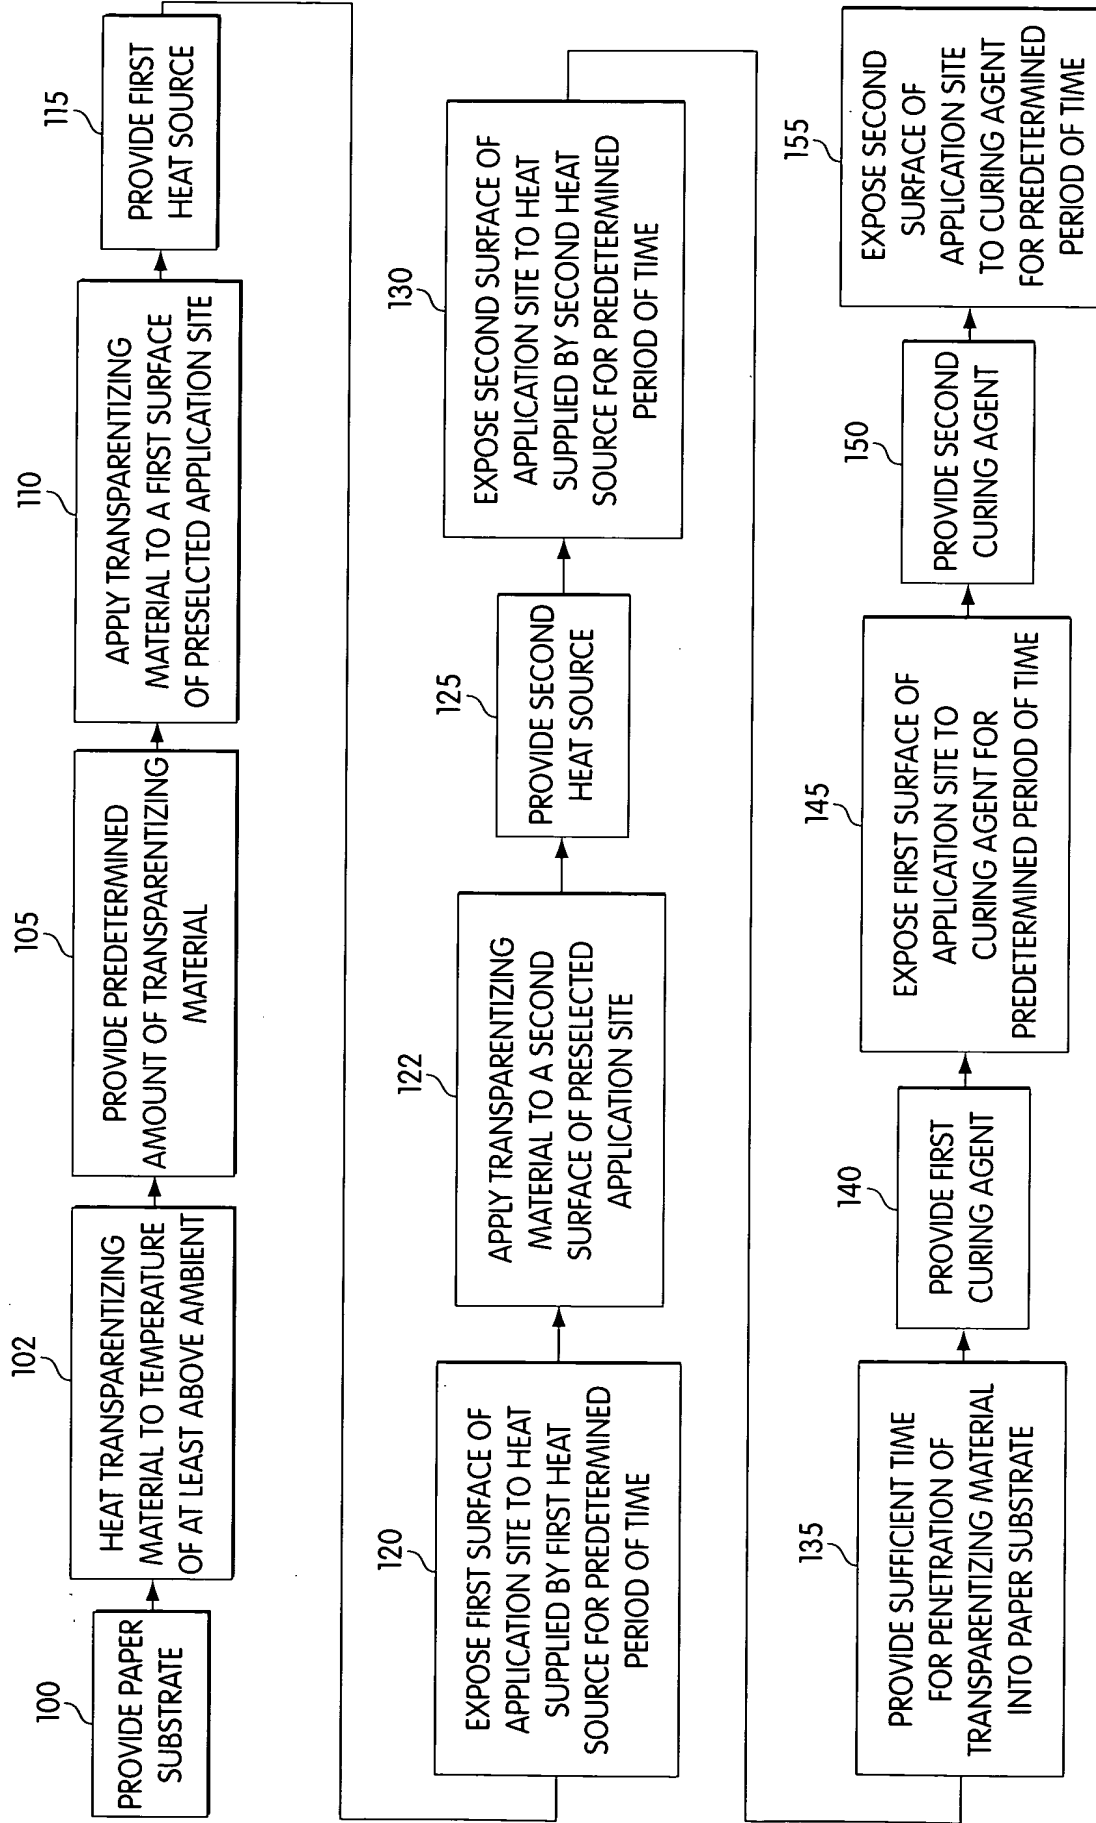 100
PROVIDE PAPER
SUBSTRATE
102
HEAT TRANSPARENTIZING
MATERIAL TO TEMPERATURE
OF AT LEAST ABOVE AMBIENT
105
PROVIDE PREDETERMINED
AMOUNT OF TRANSPARENTIZING
MATERIAL
110
APPLY TRANSPARENTIZING
MATERIAL TO A FIRST SURFACE
OF PRESELCTED APPLICATION SITE
115
PROVIDE FIRST
HEAT SOURCE
120
EXPOSE FIRST SURFACE OF
APPLICATION SITE TO HEAT
SUPPLIED BY FIRST HEAT
SOURCE FOR PREDETERMINED
PERIOD OF TIME
122
APPLY TRANSPARENTIZING
MATERIAL TO A SECOND
SURFACE OF PRESELECTED
APPLICATION SITE
125
PROVIDE SECOND
HEAT SOURCE
130
EXPOSE SECOND SURFACE OF
APPLICATION SITE TO HEAT
SUPPLIED BY SECOND HEAT
SOURCE FOR PREDETERMINED
PERIOD OF TIME
135
PROVIDE SUFFICIENT TIME
FOR PENETRATION OF
TRANSPARENTIZING MATERIAL
INTO PAPER SUBSTRATE
140
PROVIDE FIRST
CURING AGENT
145
EXPOSE FIRST SURFACE OF
APPLICATION SITE TO
CURING AGENT FOR
PREDETERMINED PERIOD OF TIME
150
PROVIDE SECOND
CURING AGENT
155
EXPOSE SECOND
SURFACE OF
APPLICATION SITE
TO CURING AGENT
FOR PREDETERMINED
PERIOD OF TIME